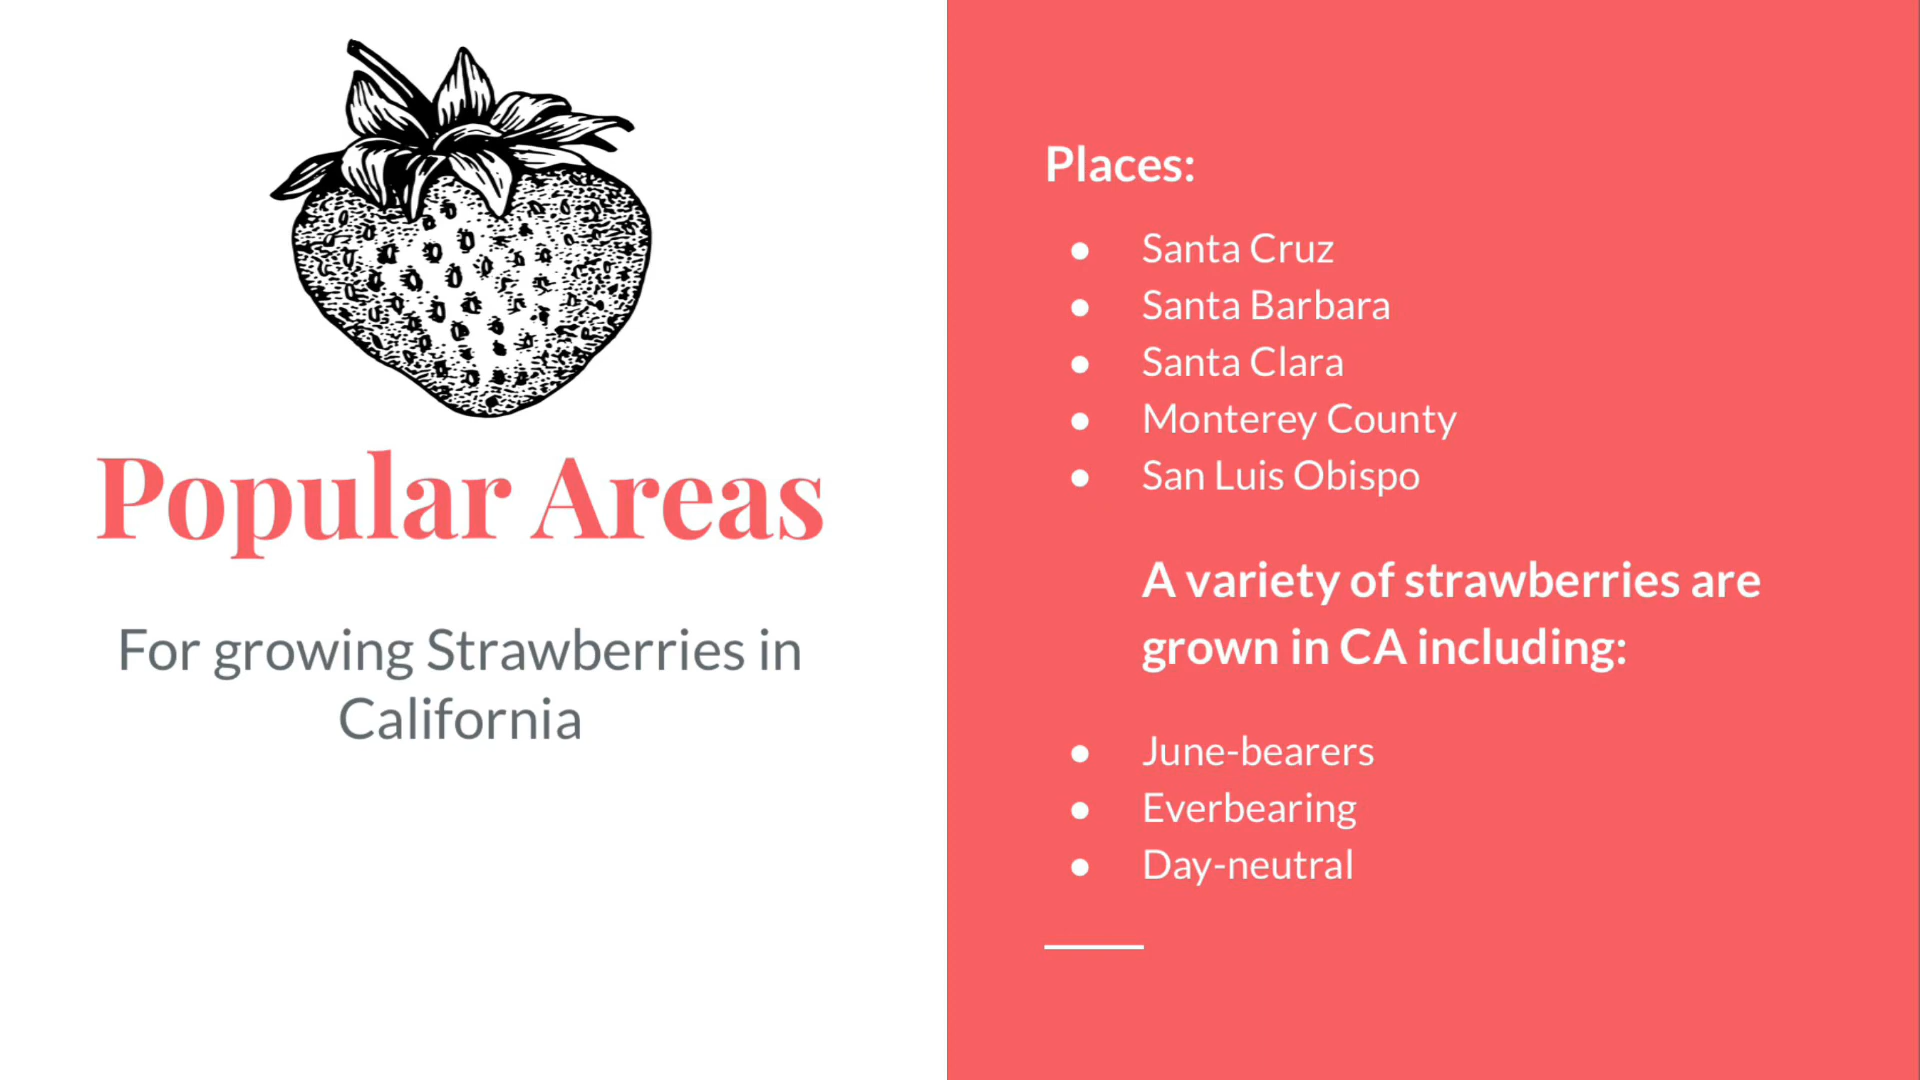 Popular Areas
For growing Strawberries in
California
Places:
● Santa Cruz
● Santa Barbara
● Santa Clara
● Monterey County
● San Luis Obispo
A variety of strawberries are
grown in CA including:
● June-bearers
● Everbearing
● Day-neutral